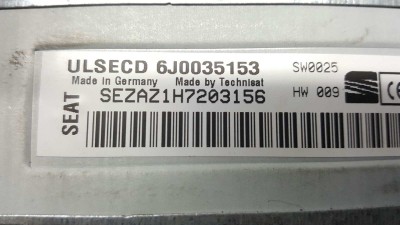 ULSECD 6J0035153 SW0025
Made in Germany Made by Technisat
SEZAZ1H7203156 HW 009
SEAT